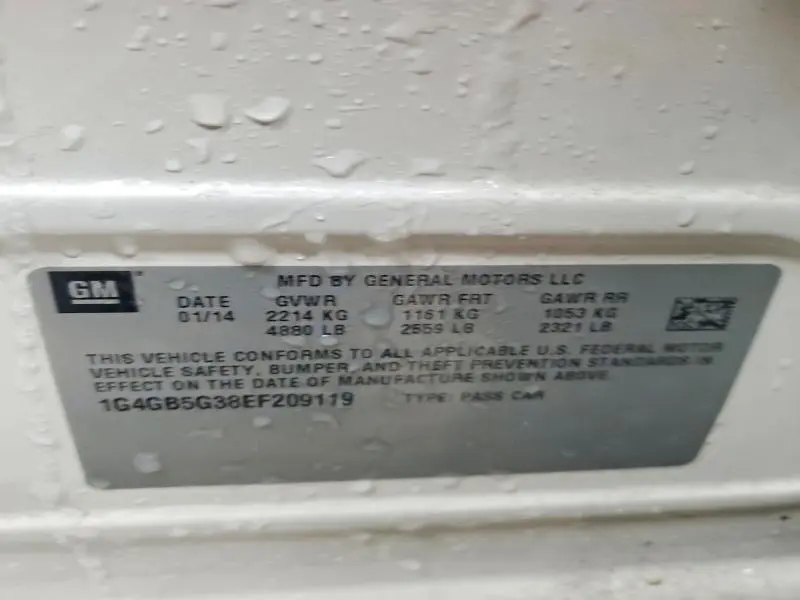 GM
MFD BY GENERAL MOTORS LLC
DATE GVWR GAWR FRT GAWR RR
01/14 2214 KG 1161 KG 1053 KG
4880 LB 2559 LB 2321 LB
THIS VEHICLE CONFORMS TO ALL APPLICABLE U.S. FEDERAL MOTOR
VEHICLE SAFETY, BUMPER, AND THEFT PREVENTION STANDARDS IN
EFFECT ON THE DATE OF MANUFACTURE SHOWN ABOVE.
1G4GB5G38EF209119 TYPE: PASS CAR